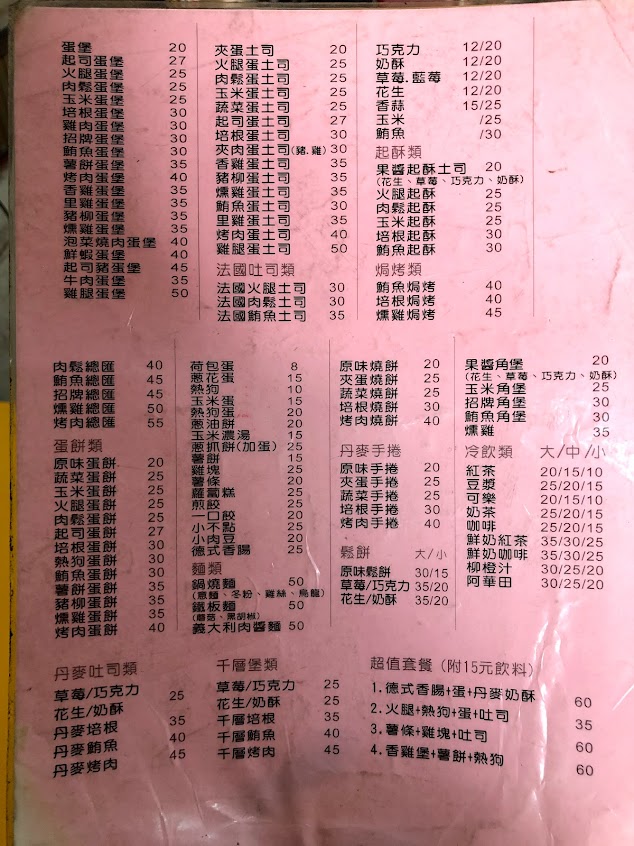 蛋堡 20
起司蛋堡 27
火腿蛋堡 25
肉鬆蛋堡 25
玉米蛋堡 25
培根蛋堡 30
雞肉蛋堡 30
招牌蛋堡 30
鮪魚蛋堡 30
薯餅蛋堡 35
烤肉蛋堡 40
香雞蛋堡 35
里雞蛋堡 35
豬柳蛋堡 35
燻雞蛋堡 35
泡菜燒肉蛋堡 40
鮮蝦蛋堡 40
起司豬蛋堡 45
牛肉蛋堡 35
雞腿蛋堡 50
夾蛋土司 20
火腿蛋土司 25
肉鬆蛋土司 25
玉米蛋土司 25
蔬菜蛋土司 25
起司蛋土司 27
培根蛋土司 30
夾肉蛋土司(豬.雞) 30
香雞蛋土司 35
豬柳蛋土司 35
燻雞蛋土司 35
鮪魚蛋土司 30
里雞蛋土司 35
烤肉蛋土司 40
雞腿蛋土司 50
法國吐司類
法國火腿土司 30
法國肉鬆土司 30
法國鮪魚土司 35
巧克力 12/20
奶酥 12/20
草莓.藍莓 12/20
花生 12/20
香蒜 15/25
玉米 /25
鮪魚 /30
起酥類
果醬起酥土司 20
(花生、草莓、巧克力、奶酥)
火腿起酥 25
肉鬆起酥 25
玉米起酥 25
培根起酥 30
鮪魚起酥 30
焗烤類
鮪魚焗烤 40
培根焗烤 40
燻雞焗烤 45
肉鬆總匯 40
鮪魚總匯 45
招牌總匯 45
燻雞總匯 50
烤肉總匯 55
蛋餅類
原味蛋餅 20
蔬菜蛋餅 25
玉米蛋餅 25
火腿蛋餅 25
肉鬆蛋餅 25
起司蛋餅 27
培根蛋餅 30
熱狗蛋餅 30
鮪魚蛋餅 30
薯餅蛋餅 35
豬柳蛋餅 35
燻雞蛋餅 35
烤肉蛋餅 40
荷包蛋 8
蔥花蛋 15
熱狗 10
玉米蛋 15
熱狗蛋 20
蔥油餅 20
玉米濃湯 15
蔥抓餅(加蛋) 25
薯餅 15
雞塊 25
薯條 20
蘿蔔糕 25
煎餃 25
一口餃 20
小不點 25
小肉豆 20
德式香腸 25
麵類
鍋燒麵 50
(意麵、冬粉、雞絲、烏龍)
鐵板麵 50
(蘑菇、黑胡椒)
義大利肉醬麵 50
原味燒餅 20
夾蛋燒餅 25
蔬菜燒餅 25
培根燒餅 30
烤肉燒餅 40
丹麥手捲
原味手捲 20
夾蛋手捲 25
蔬菜手捲 25
培根手捲 30
烤肉手捲 40
鬆餅 大/小
原味鬆餅 30/15
草莓/巧克力 35/20
花生/奶酥 35/20
果醬角堡 20
(花生、草莓、巧克力、奶酥)
玉米角堡 25
招牌角堡 30
鮪魚角堡 30
燻雞 35
冷飲類 大/中/小
紅茶 20/15/10
豆漿 25/20/15
可樂 20/15/10
奶茶 25/20/15
咖啡 25/20/15
鮮奶紅茶 35/30/25
鮮奶咖啡 35/30/25
柳橙汁 30/25/20
阿華田 30/25/20
丹麥吐司類
草莓/巧克力 25
花生/奶酥
丹麥培根 35
丹麥鮪魚 40
丹麥烤肉 45
千層堡類
草莓/巧克力 25
花生/奶酥 25
千層培根 35
千層鮪魚 40
千層烤肉 45
超值套餐(附15元飲料)
1.德式香腸+蛋+丹麥奶酥 60
2.火腿+熱狗+蛋+吐司 35
3.薯條+雞塊+吐司 60
4.香雞堡+薯餅+熱狗 60